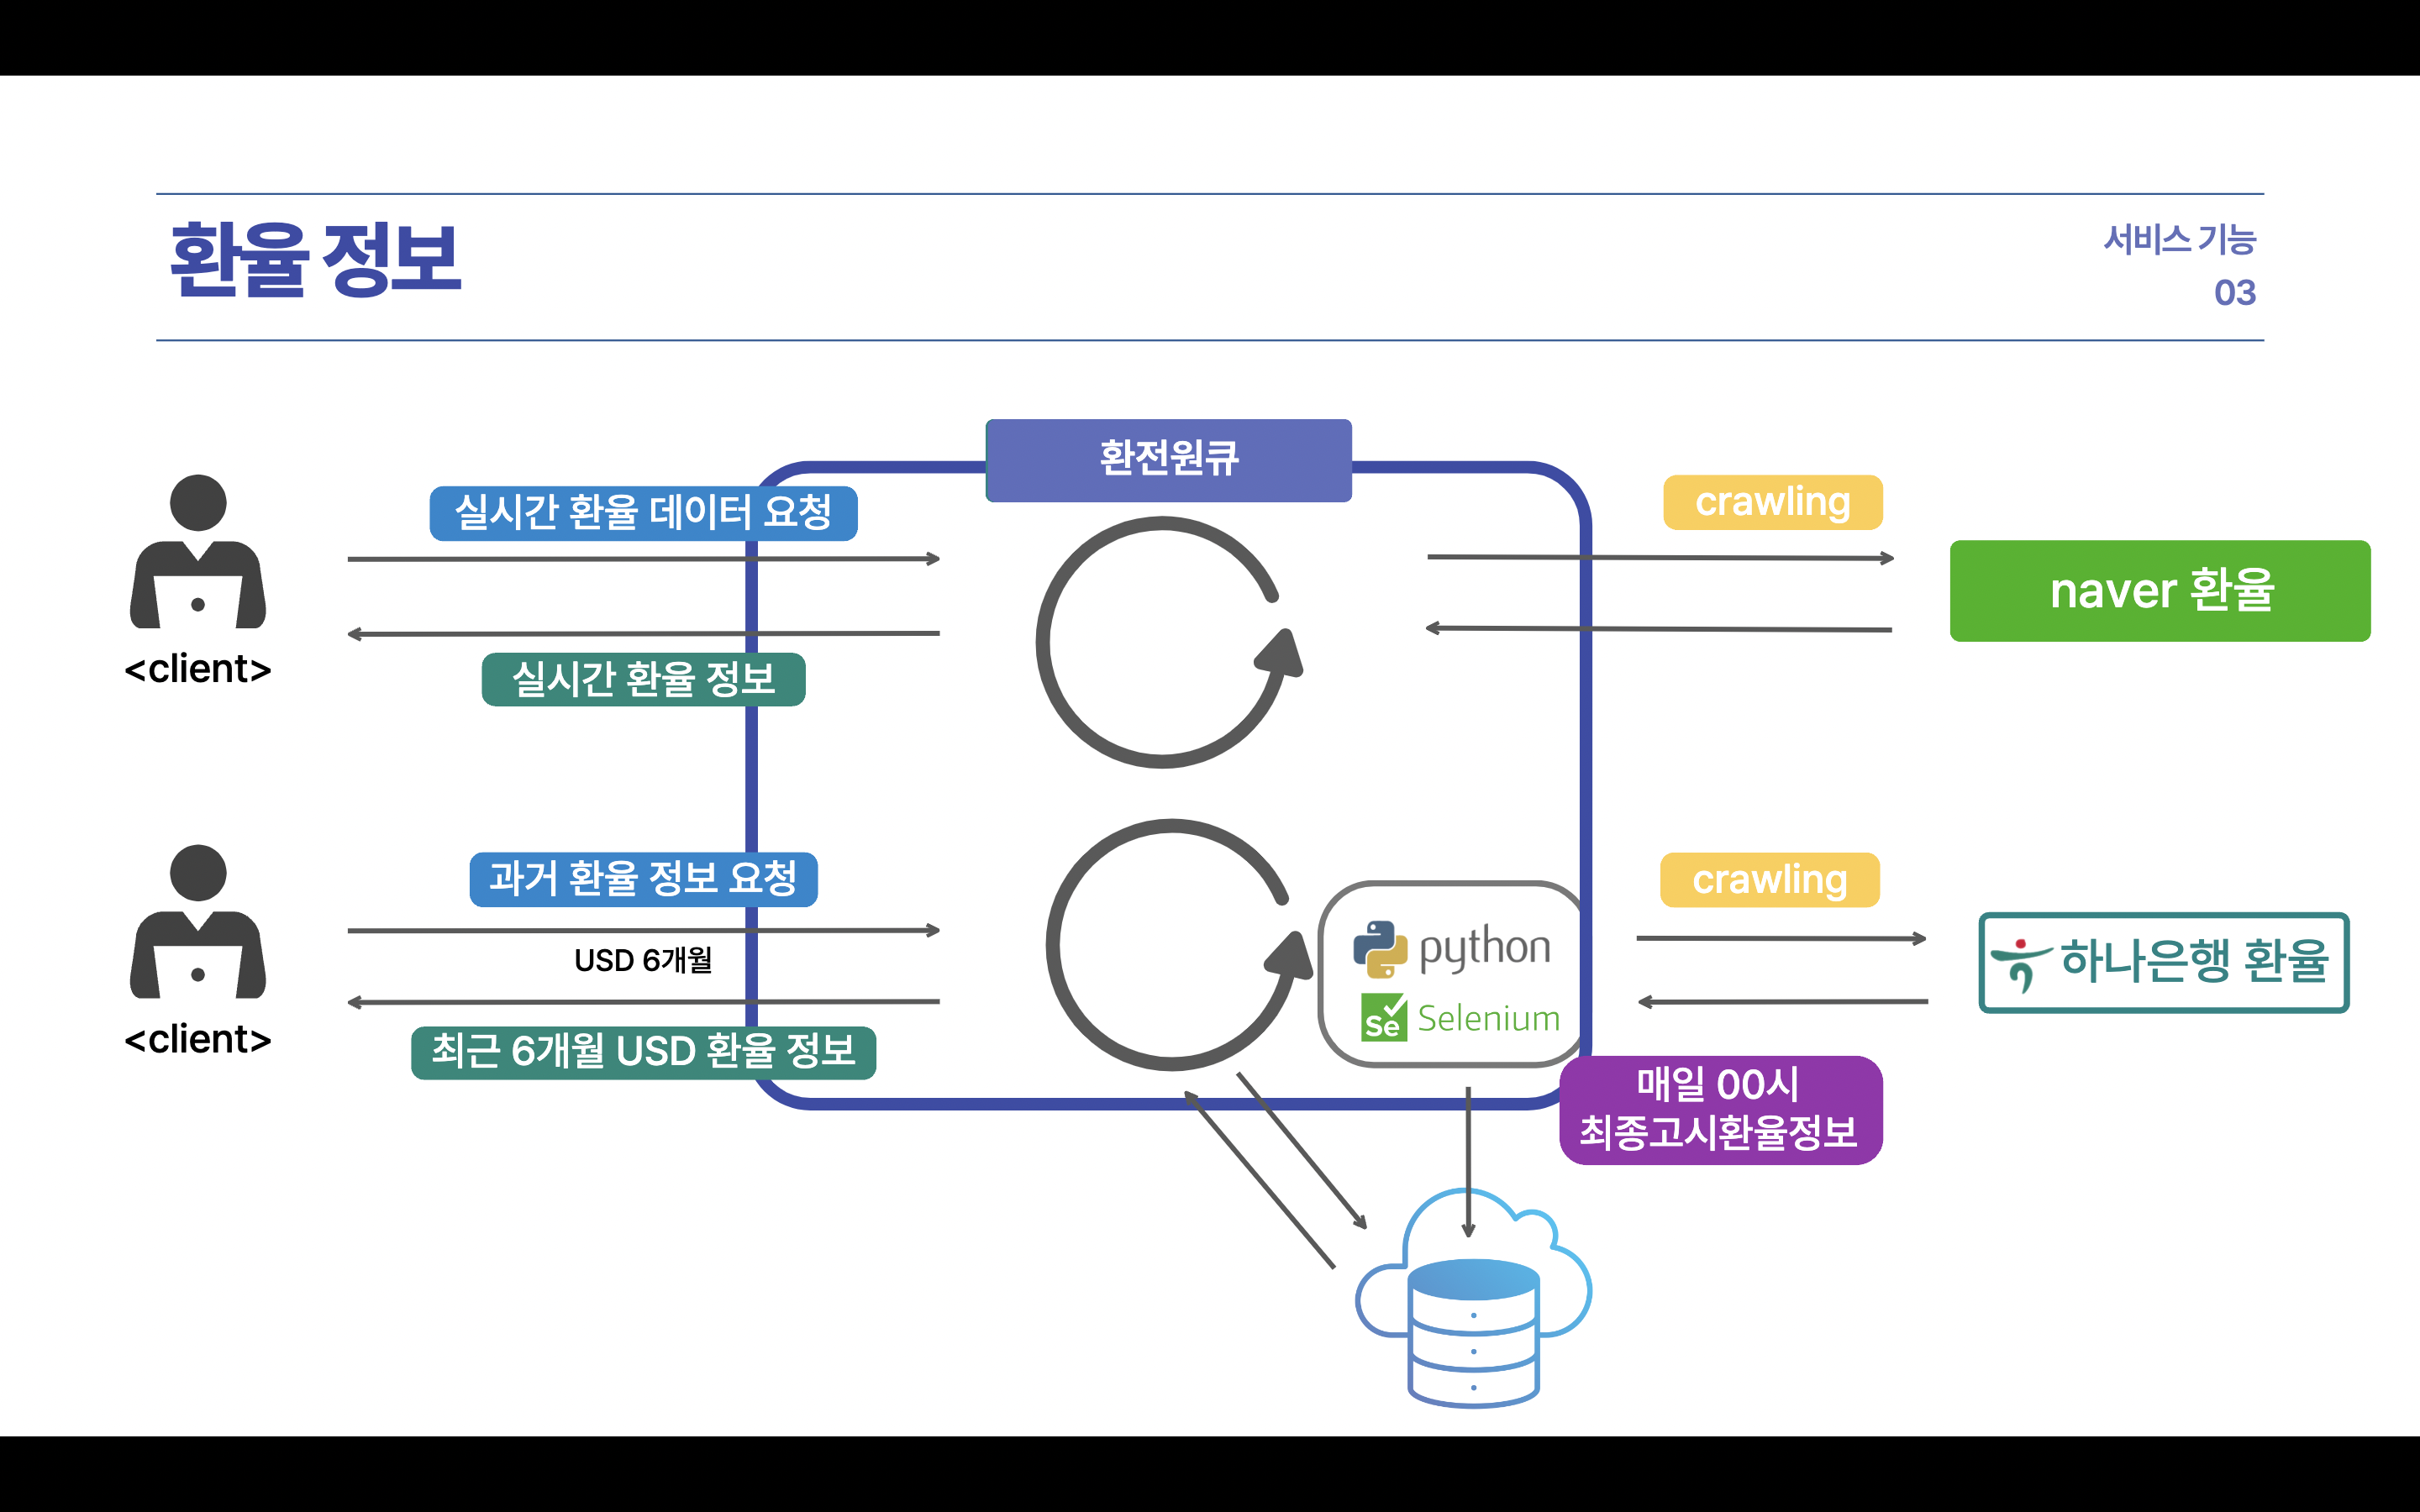 환율 정보
서비스 기능
03
환전원큐
실시간 환율 데이터 요청
crawling
naver 환율
<client>
실시간 환율 정보
과거 환율 정보 요청
crawling
python
USD 6개월
하나은행 환율
Se Selenium
<client>
최근 6개월 USD 환율 정보
매일 00시
최종고시환율정보